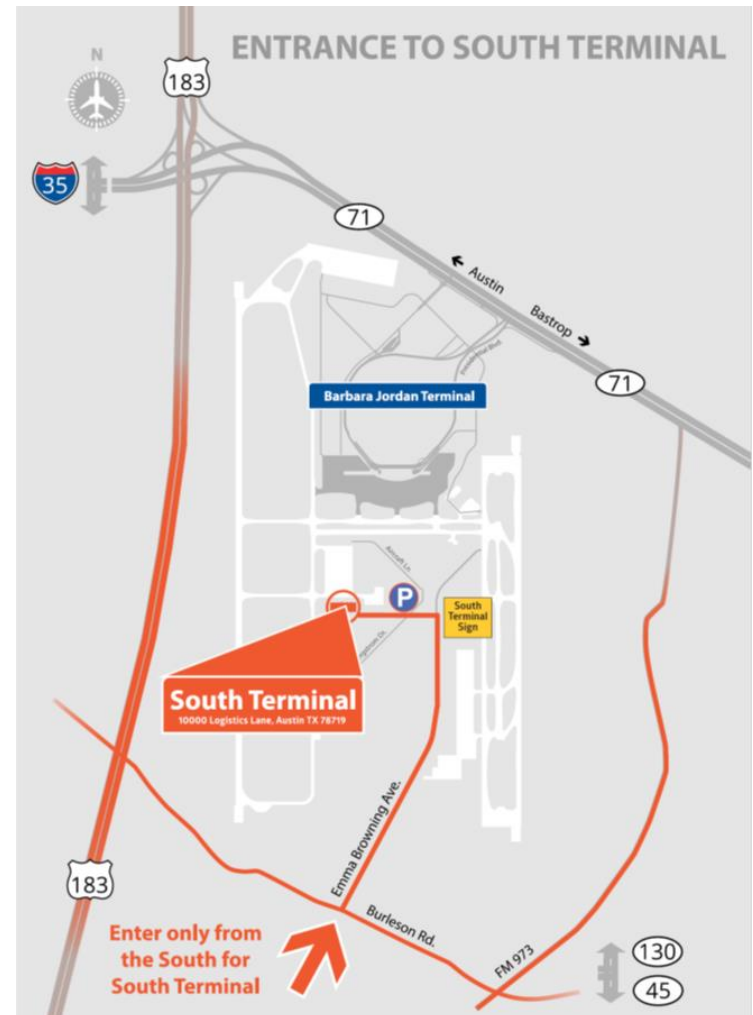 ENTRANCE TO SOUTH TERMINAL
N
183
35
71
Austin
Bastrop
71
Barbara Jordan Terminal
Aircraft Ln.
P
South
Terminal
Sign
South Terminal
10000 Logistics Lane, Austin TX 78719
Emma Browning Ave.
183
Burleson Rd.
Enter only from
the South for
South Terminal
FM 973
130
45